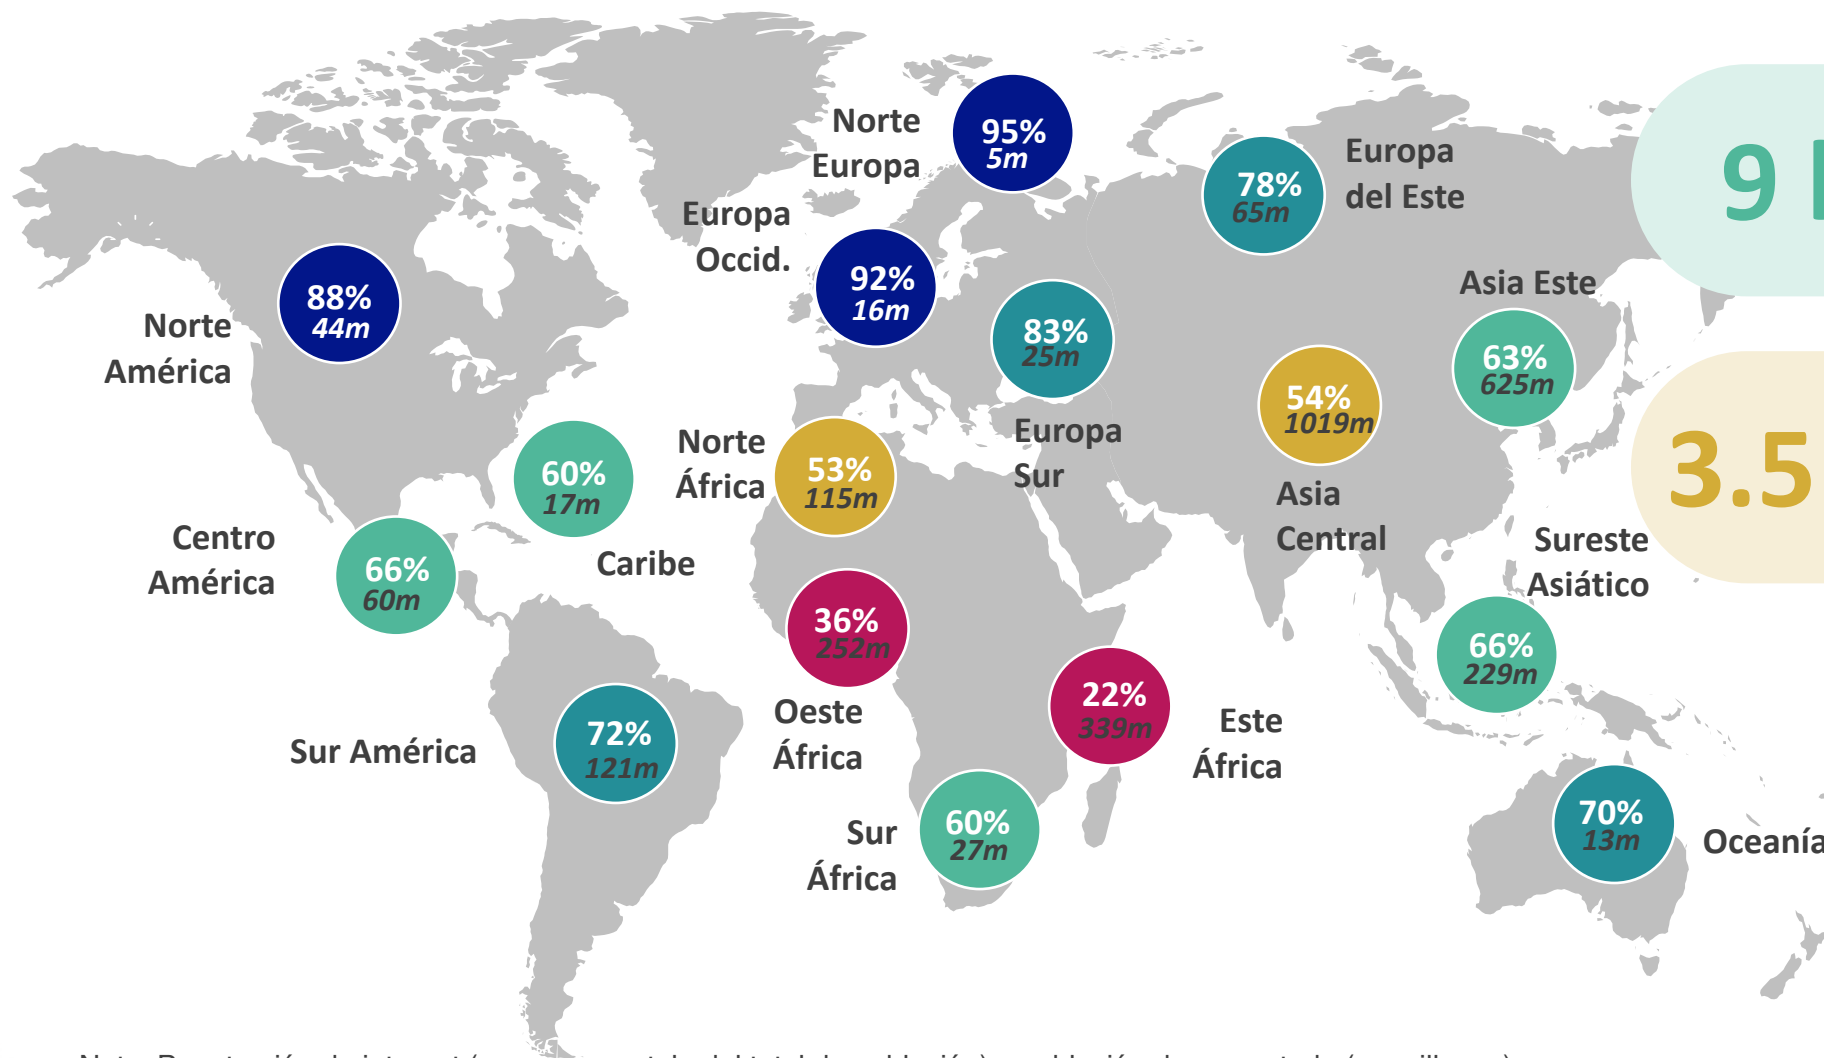 Norte
Europa
95%
5m
Europa
del Este
78%
65m
9
Europa
Occid.
92%
16m
Norte
América
88%
44m
83%
25m
Europa
Sur
Asia Este
63%
625m
54%
1019m
Asia
Central
3.5
Norte
África
53%
115m
60%
17m
Caribe
Centro
América
66%
60m
Sureste
Asiático
66%
229m
36%
252m
Oeste
África
22%
339m
Este
África
Sur América
72%
121m
Sur
África
60%
27m
70%
13m
Oceanía